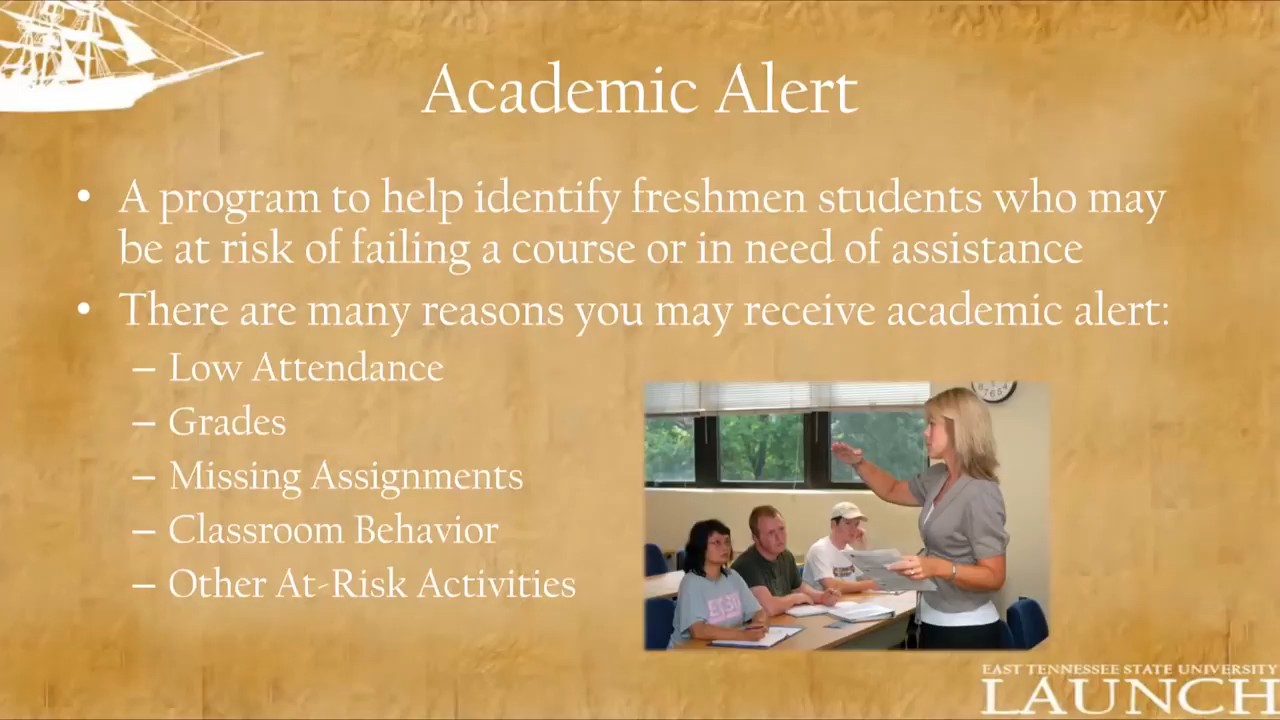 Academic Alert
• A program to help identify freshmen students who may
be at risk of failing a course or in need of assistance
• There are many reasons you may receive academic alert:
– Low Attendance
– Grades
– Missing Assignments
– Classroom Behavior
– Other At-Risk Activities
EAST TENNESSEE STATE UNIVERSITY
LAUNCH